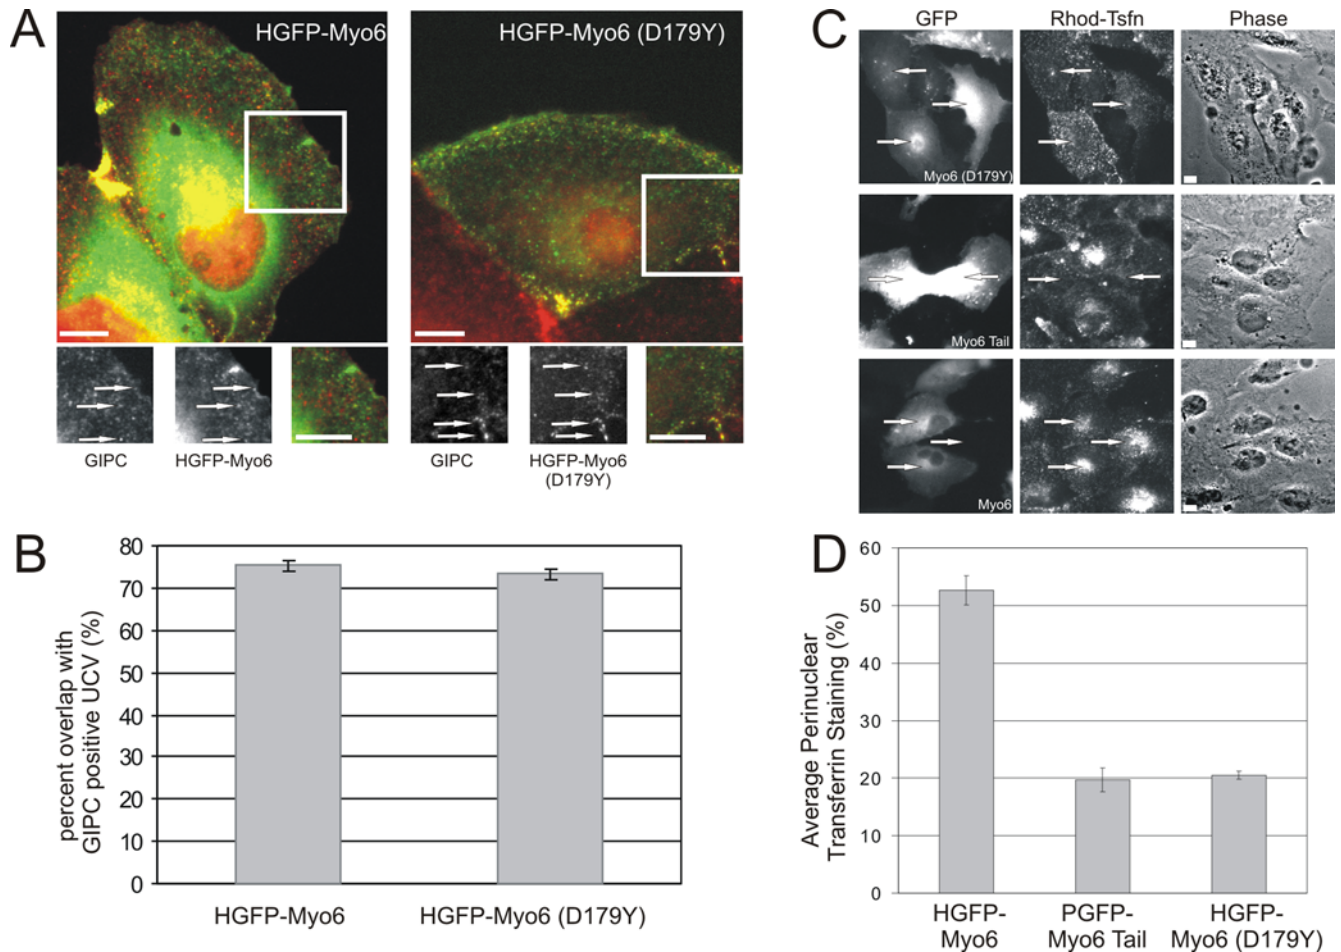 A
HGFP-Myo6
HGFP-Myo6 (D179Y)
GIPC
HGFP-Myo6
GIPC
HGFP-Myo6
(D179Y)
B
percent overlap with
GIPC positive UCV (%)
80
70
60
50
40
30
20
10
0
HGFP-Myo6
HGFP-Myo6 (D179Y)
C
GFP
Rhod-Tsfn
Phase
Myo6 (D179Y)
Myo6 Tail
Myo6
D
Average Perinuclear
Transferrin Staining (%)
60
50
40
30
20
10
0
HGFP-
Myo6
PGFP-
Myo6 Tail
HGFP-
Myo6 (D179Y)